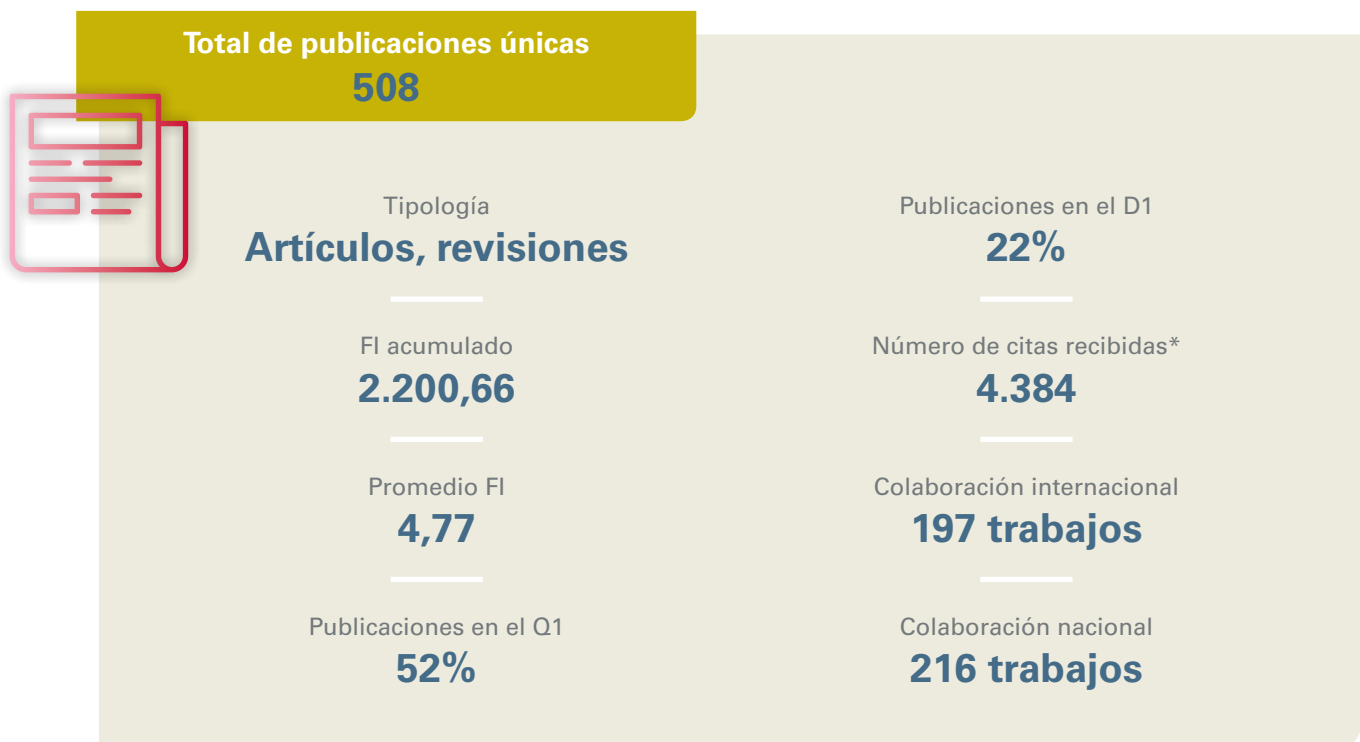 Total de publicaciones únicas
508
Tipología
Artículos, revisiones
FI acumulado
2.200,66
Promedio FI
4,77
Publicaciones en el Q1
52%
Publicaciones en el D1
22%
Número de citas recibidas*
4.384
Colaboración internacional
197 trabajos
Colaboración nacional
216 trabajos